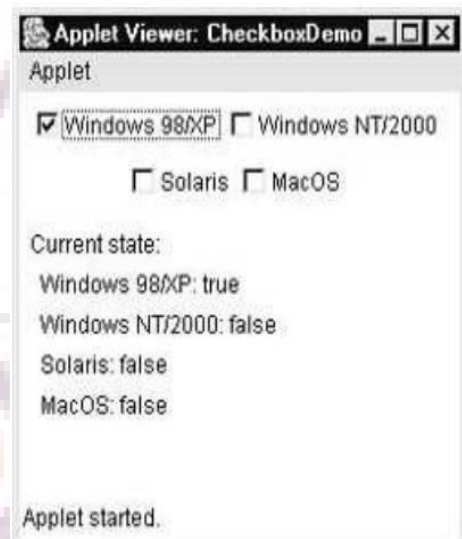 Applet Viewer: CheckboxDemo
Applet
Windows 98/XP Windows NT/2000
Solaris MacOS
Current state:
Windows 98/XP: true
Windows NT/2000: false
Solaris: false
MacOS: false
Applet started.